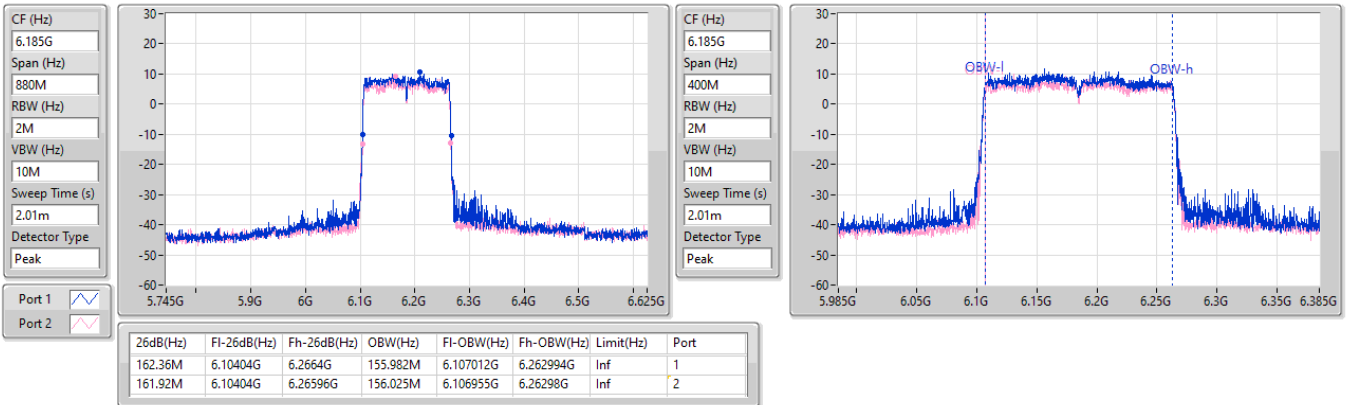 CF (Hz)
6.185G
Span (Hz)
880M
RBW (Hz)
2M
VBW (Hz)
10M
Sweep Time (s)
2.01m
Detector Type
Peak
Port 1
Port 2
30
20
10
0
-10
-20
-30
-40
-50
-60
5.745G 5.9G 6G 6.1G 6.2G 6.3G 6.4G 6.5G 6.625G
CF (Hz)
6.185G
Span (Hz)
400M
RBW (Hz)
2M
VBW (Hz)
10M
Sweep Time (s)
2.01m
Detector Type
Peak
30
20
10
0
-10
-20
-30
-40
-50
-60
OBW-l OBW-h
5.985G 6.05G 6.1G 6.15G 6.2G 6.25G 6.3G 6.35G 6.385G
26dB(Hz) Fl-26dB(Hz) Fh-26dB(Hz) OBW(Hz) Fl-OBW(Hz) Fh-OBW(Hz) Limit(Hz) Port
162.36M 6.10404G 6.2664G 155.982M 6.107012G 6.262994G Inf 1
161.92M 6.10404G 6.26596G 156.025M 6.106955G 6.26298G Inf 2